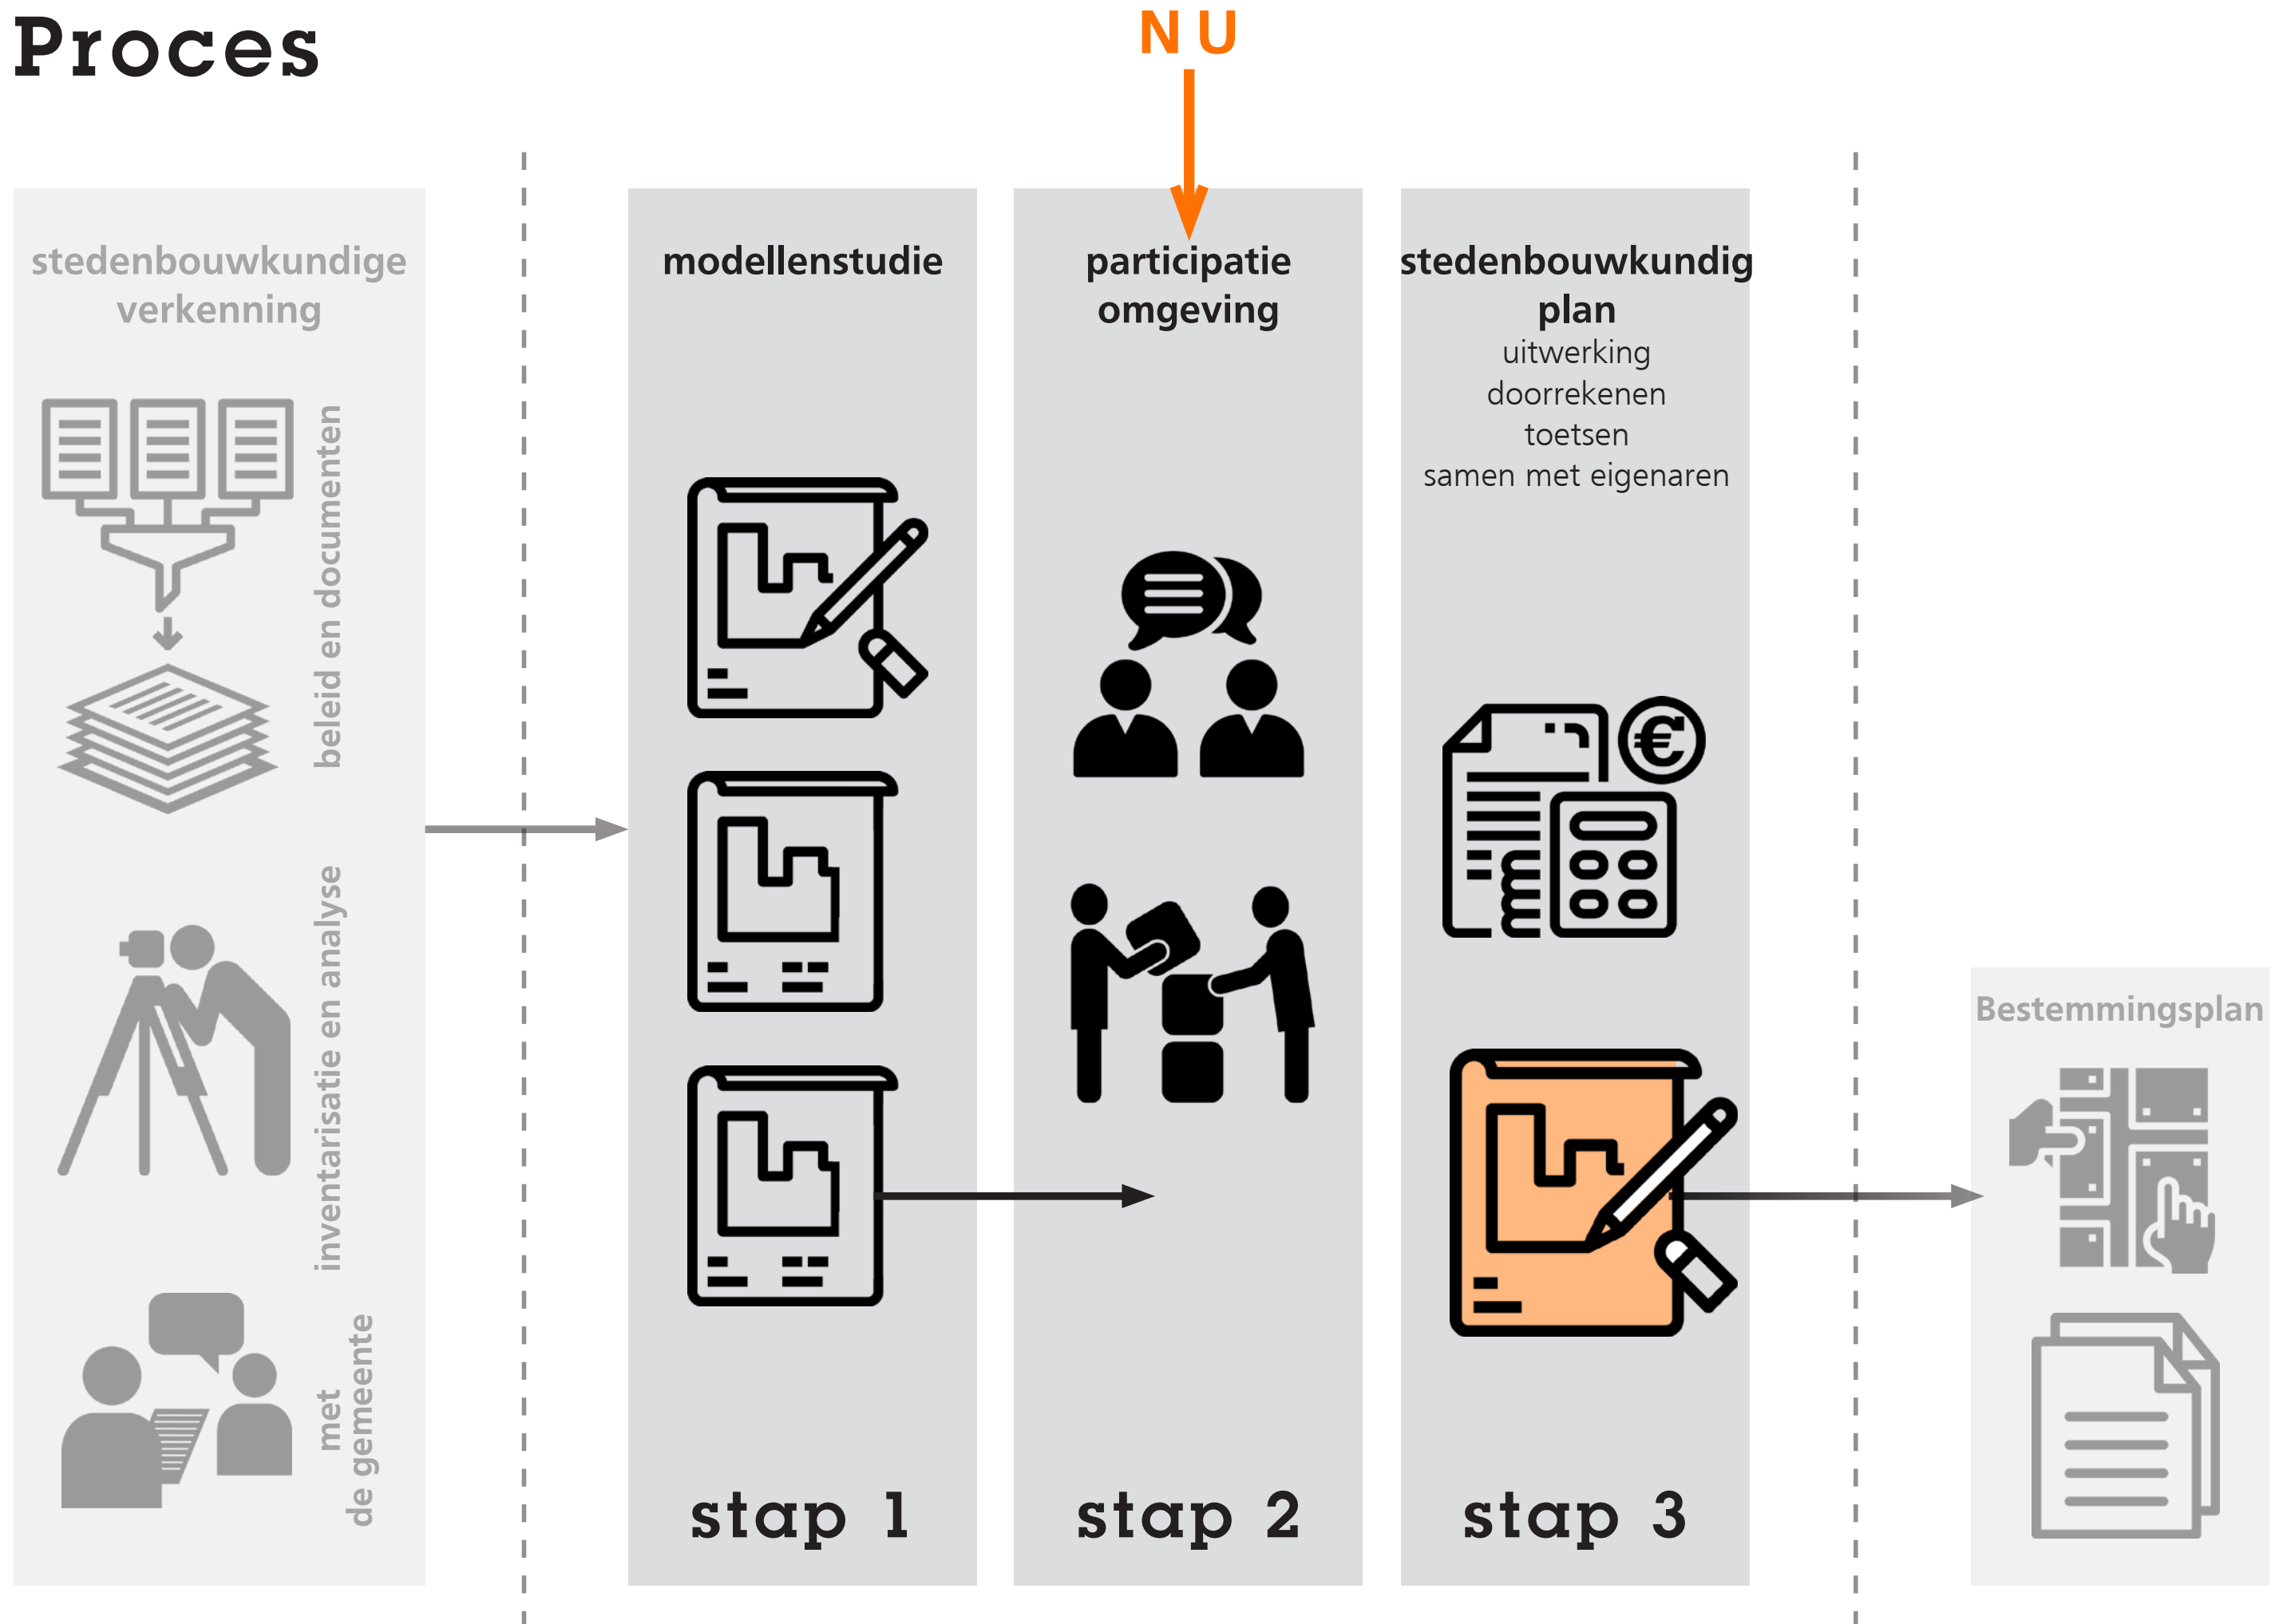 Proces
NU
stedenbouwkundige
verkenning
beleid en documenten
inventarisatie en analyse
met
de gemeente
modellenstudie
stap 1
participatie
omgeving
stap 2
stedenbouwkundig
plan
uitwerking
doorrekenen
toetsen
samen met eigenaren
€
stap 3
Bestemmingsplan